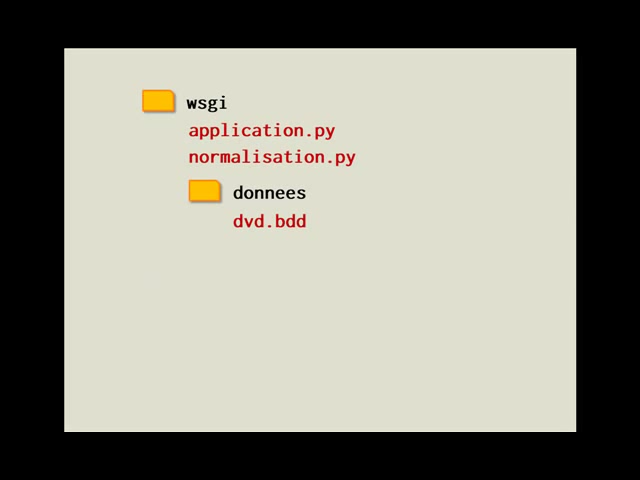 wsgi
application.py
normalisation.py
donnees
dvd.bdd